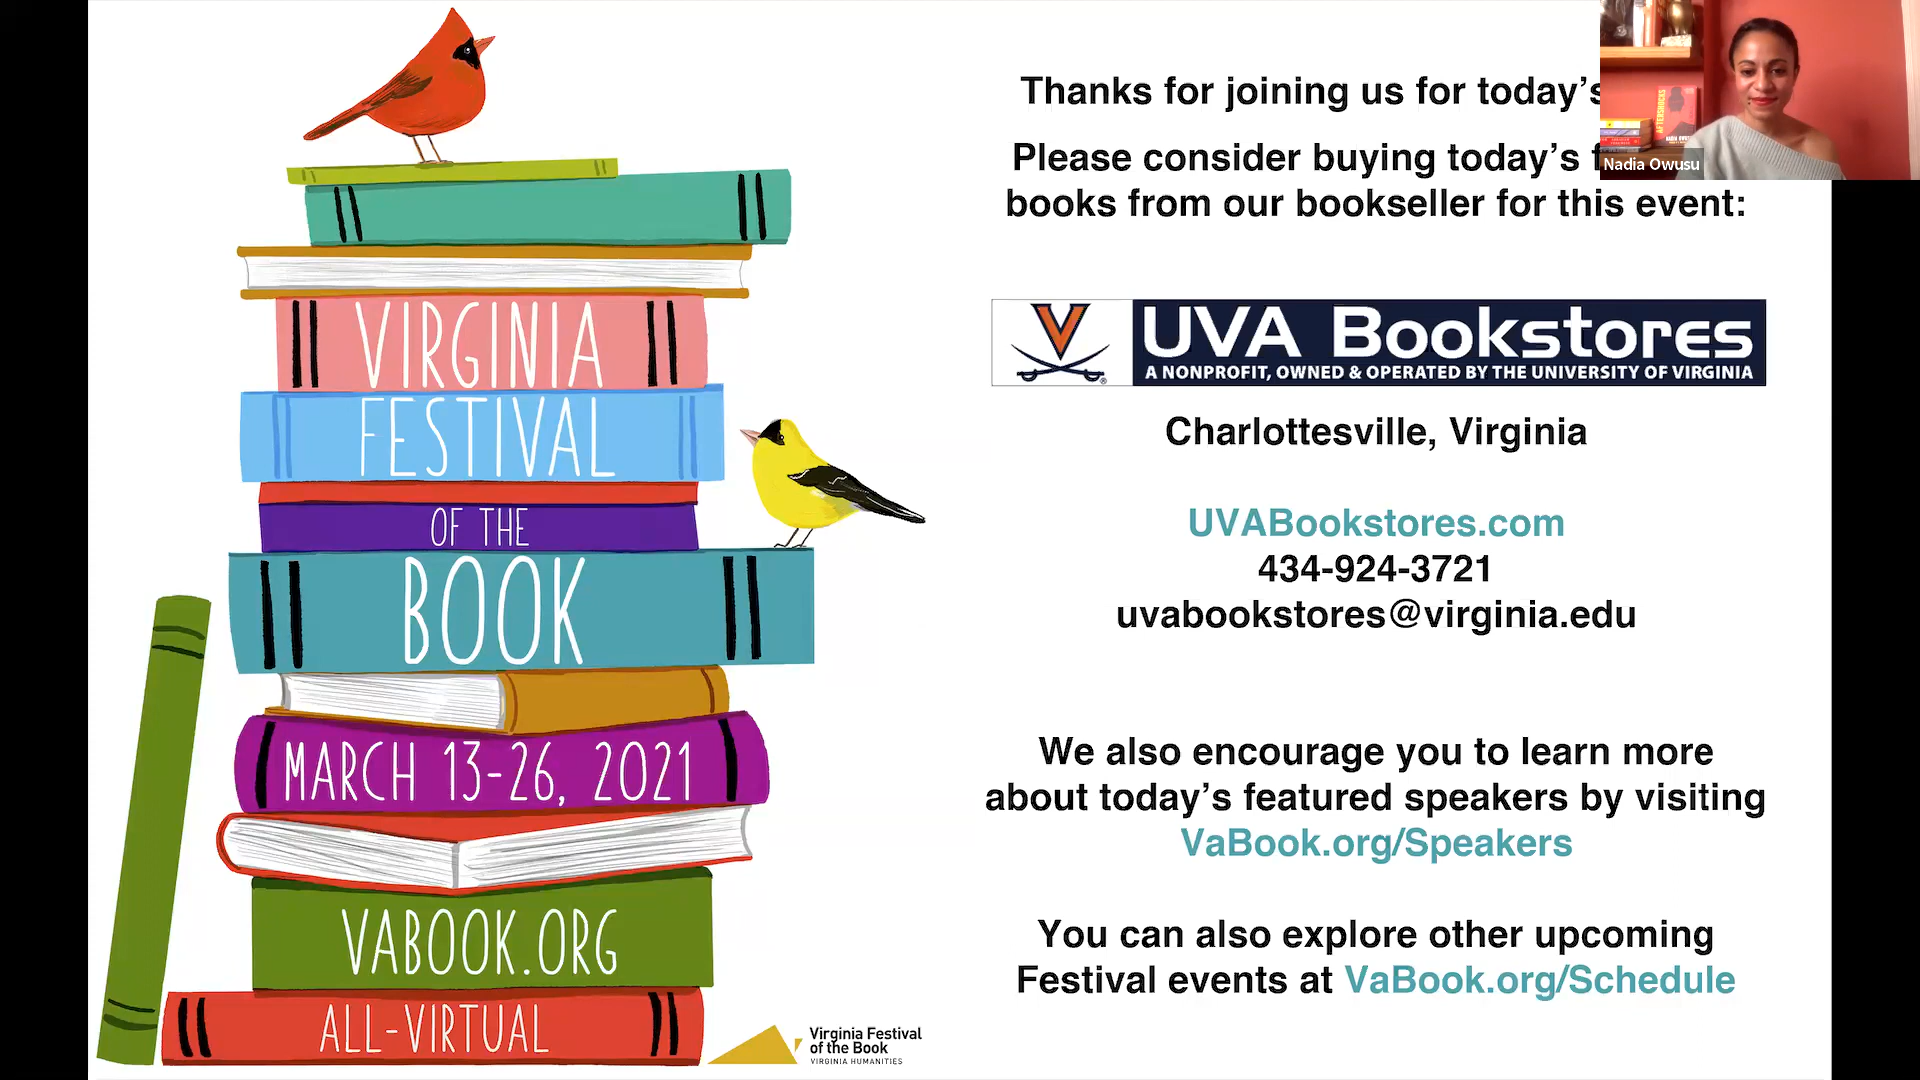 VIRGINIA
FESTIVAL
OF THE
BOOK
MARCH 13-26, 2021
VABOOK.ORG
ALL-VIRTUAL
Virginia Festival
of the Book
VIRGINIA HUMANITIES
Thanks for joining us for today's
Please consider buying today's
books from our bookseller for this event:
UVA Bookstores
A NONPROFIT, OWNED & OPERATED BY THE UNIVERSITY OF VIRGINIA
Charlottesville, Virginia
UVABookstores.com
434-924-3721
uvabookstores@virginia.edu
We also encourage you to learn more
about today's featured speakers by visiting
VaBook.org/Speakers
You can also explore other upcoming
Festival events at VaBook.org/Schedule
AFTERSHOCKS
Nadia Owusu